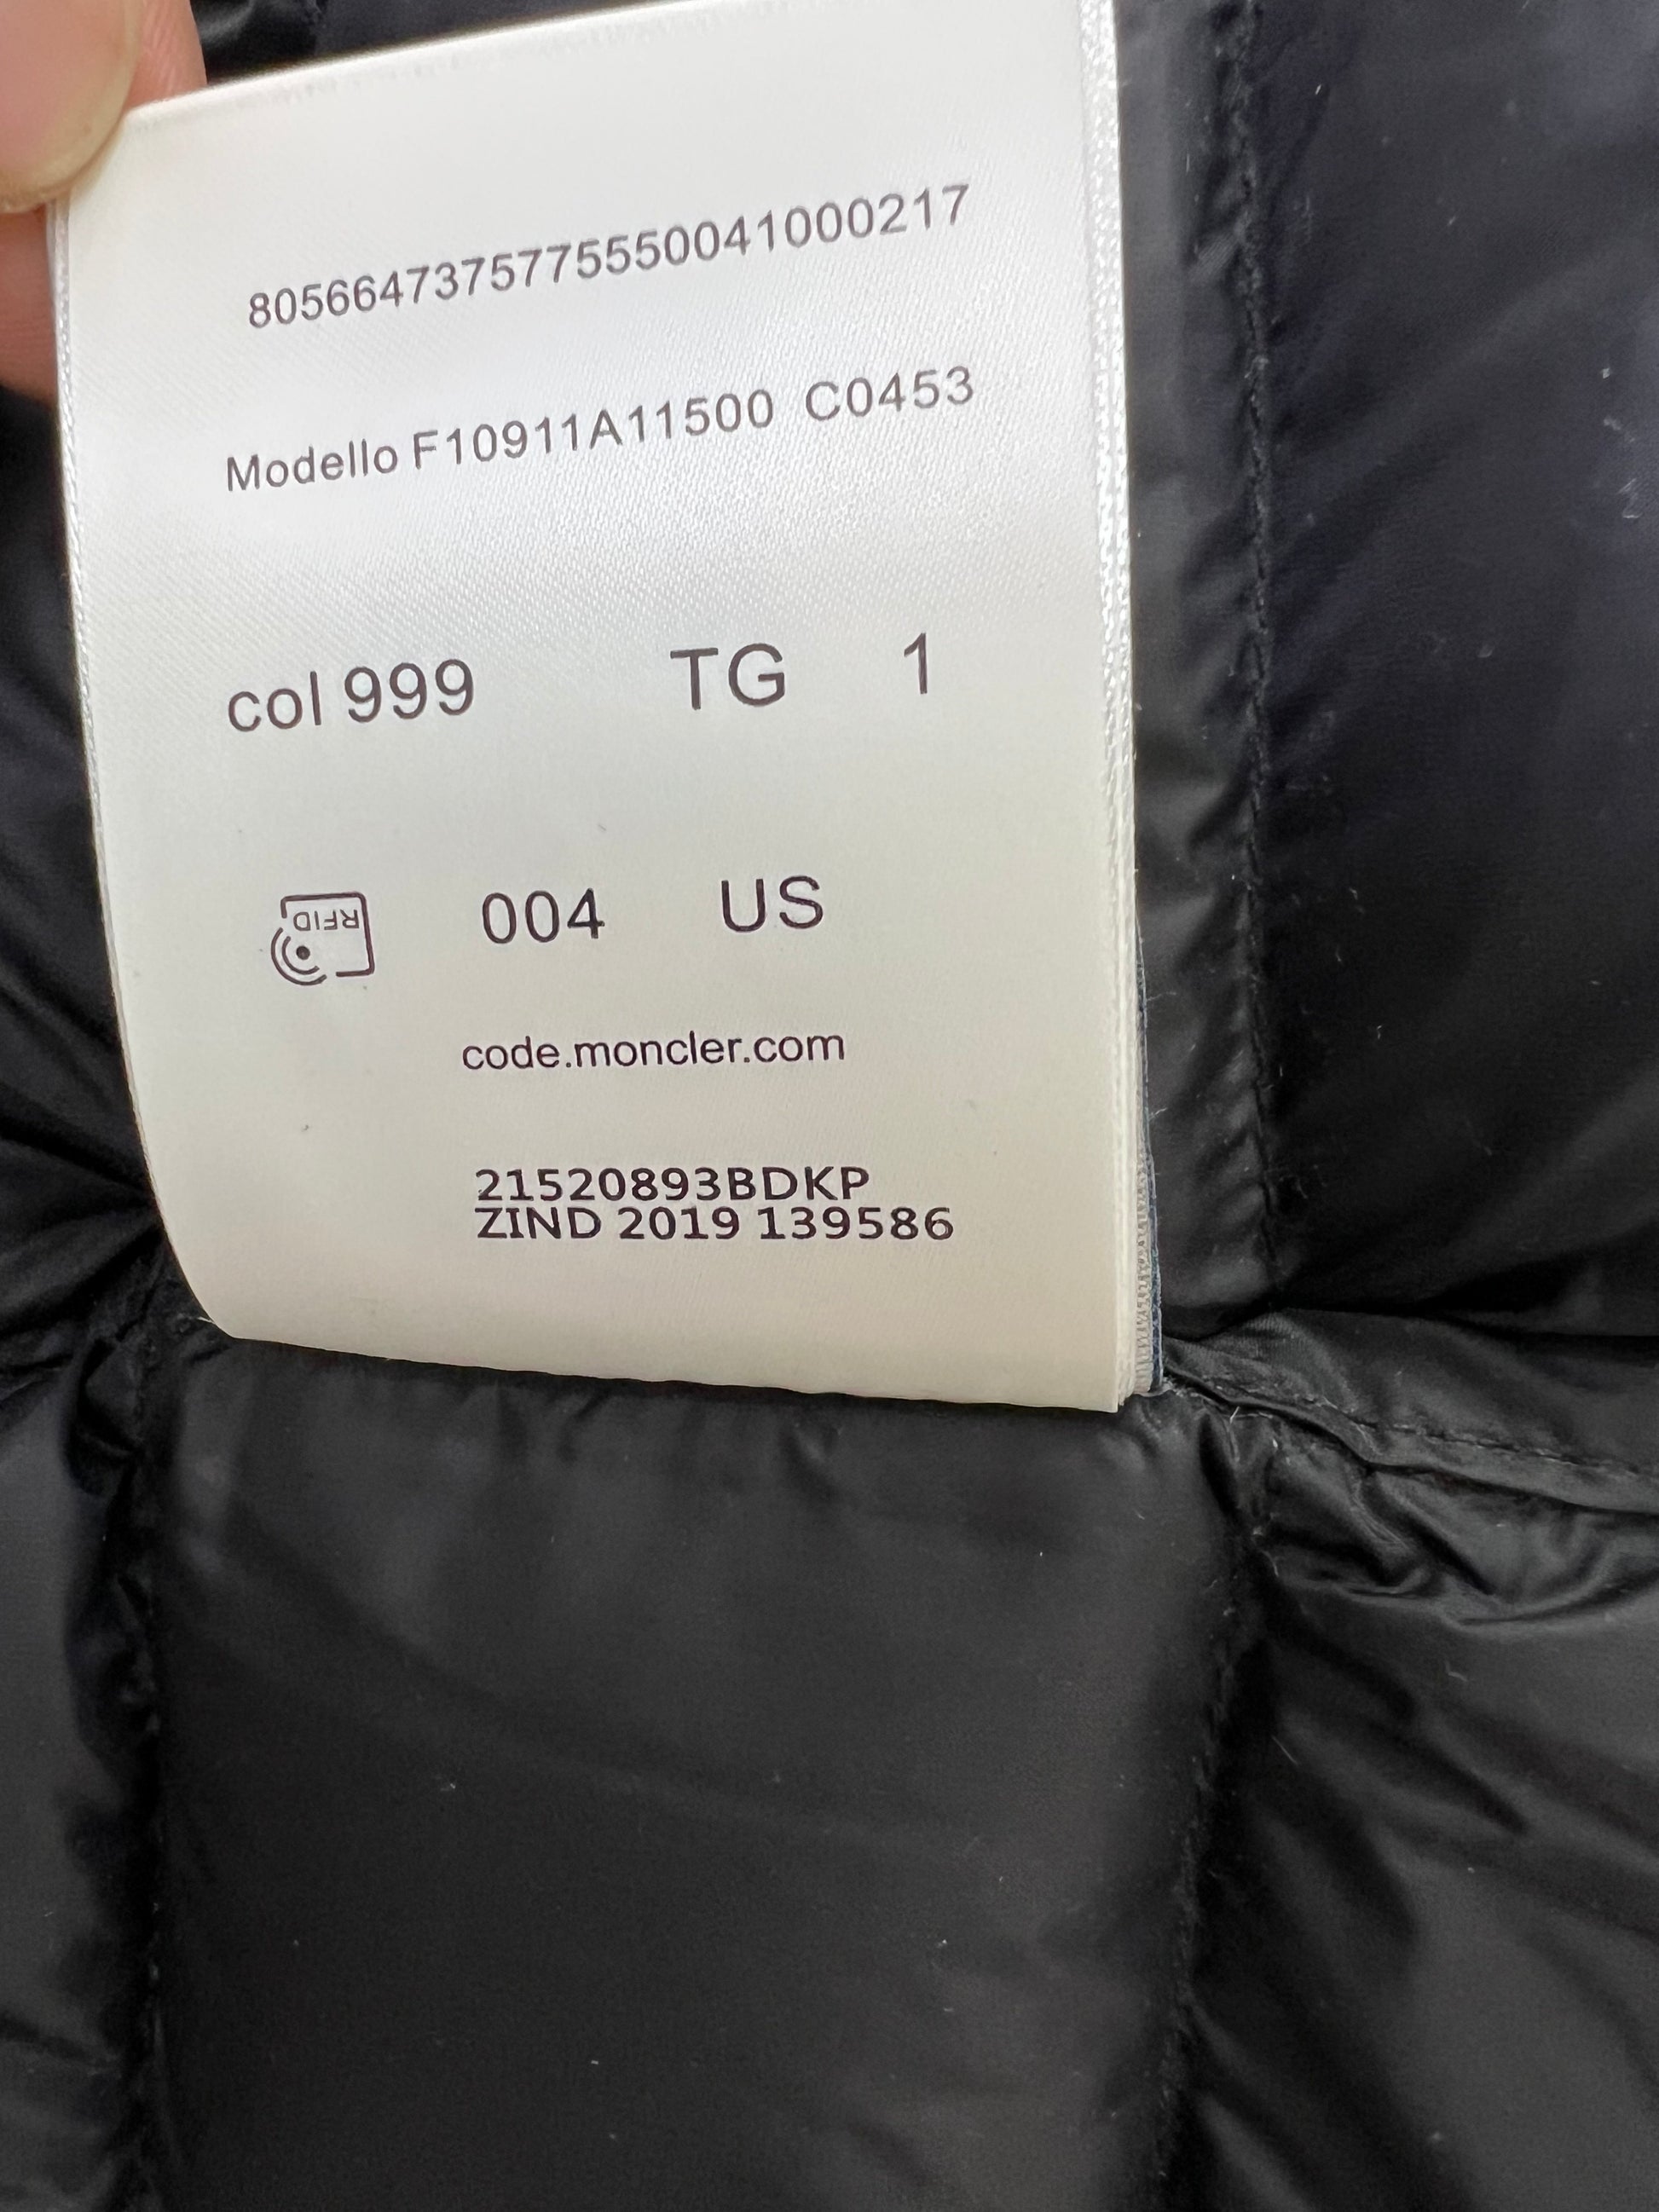 8056647375775550041000217
Modello F10911A11500 C0453
col 999 TG 1
RFID 004 US
code.moncler.com
21520893BDKP
ZIND 2019 139586